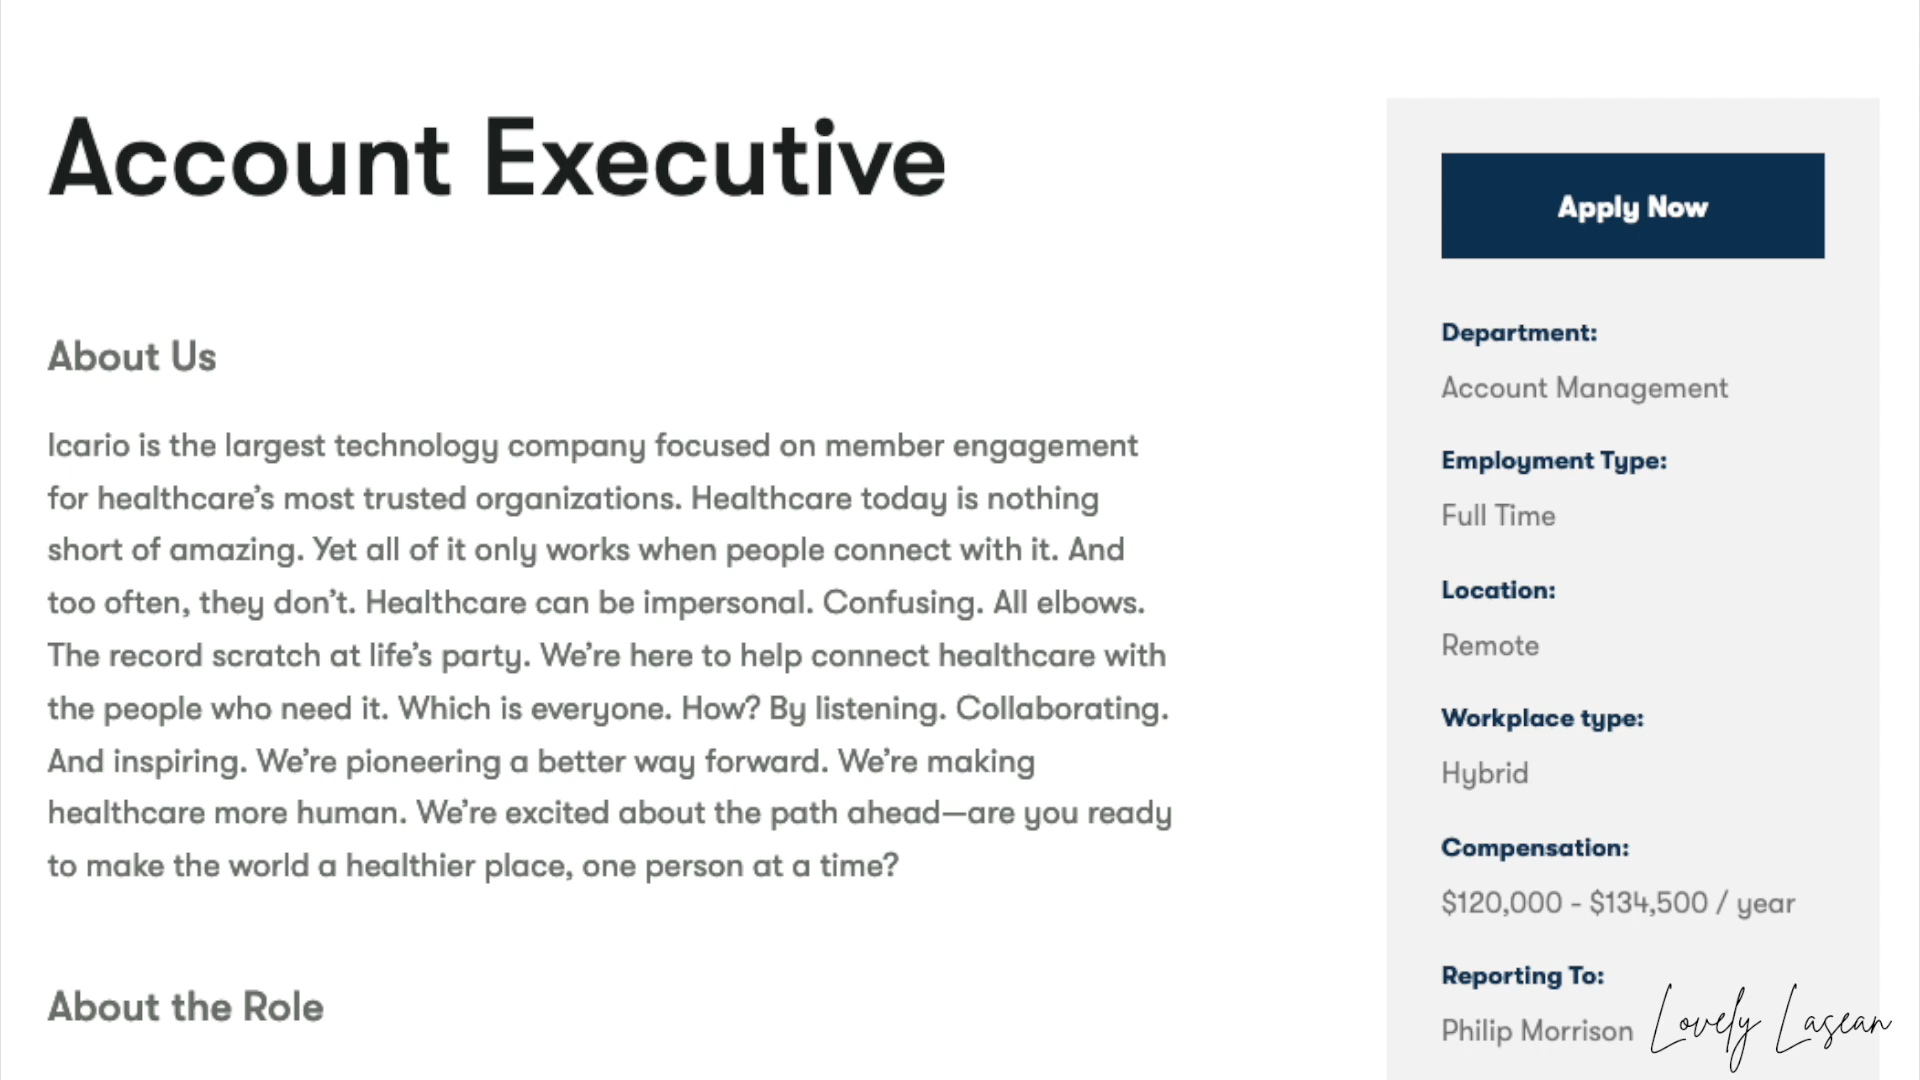 Account Executive
About Us
Icario is the largest technology company focused on member engagement
for healthcare’s most trusted organizations. Healthcare today is nothing
short of amazing. Yet all of it only works when people connect with it. And
too often, they don’t. Healthcare can be impersonal. Confusing. All elbows.
The record scratch at life’s party. We’re here to help connect healthcare with
the people who need it. Which is everyone. How? By listening. Collaborating.
And inspiring. We’re pioneering a better way forward. We’re making
healthcare more human. We’re excited about the path ahead—are you ready
to make the world a healthier place, one person at a time?
About the Role
Apply Now
Department:
Account Management
Employment Type:
Full Time
Location:
Remote
Workplace type:
Hybrid
Compensation:
$120,000 - $134,500 / year
Reporting To:
Philip Morrison
Lovely Lasean